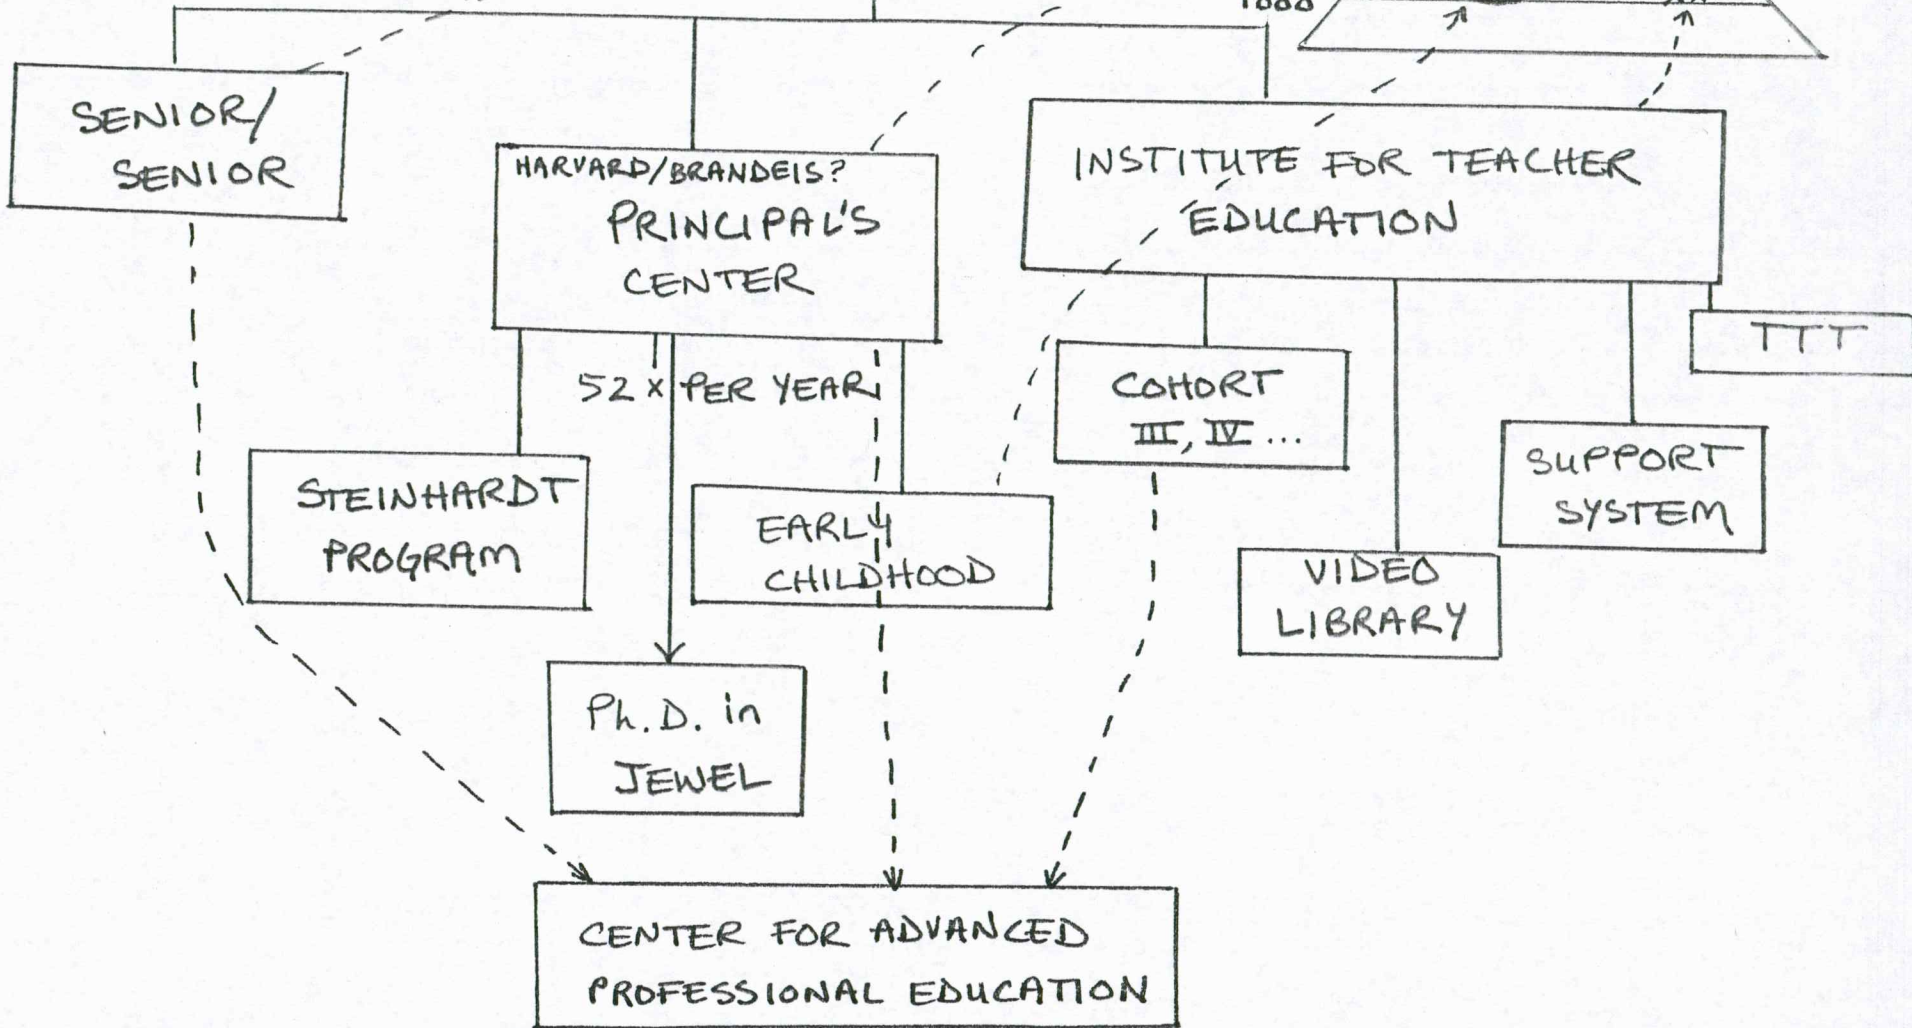 SENIOR/
SENIOR
HARVARD/BRANDEIS?
PRINCIPAL'S
CENTER
INSTITUTE FOR TEACHER
EDUCATION
TTT
52 x PER YEAR
COHORT
III, IV ...
SUPPORT
SYSTEM
STEINHARDT
PROGRAM
EARLY
CHILDHOOD
VIDEO
LIBRARY
Ph. D. in
JEWEL
CENTER FOR ADVANCED
PROFESSIONAL EDUCATION